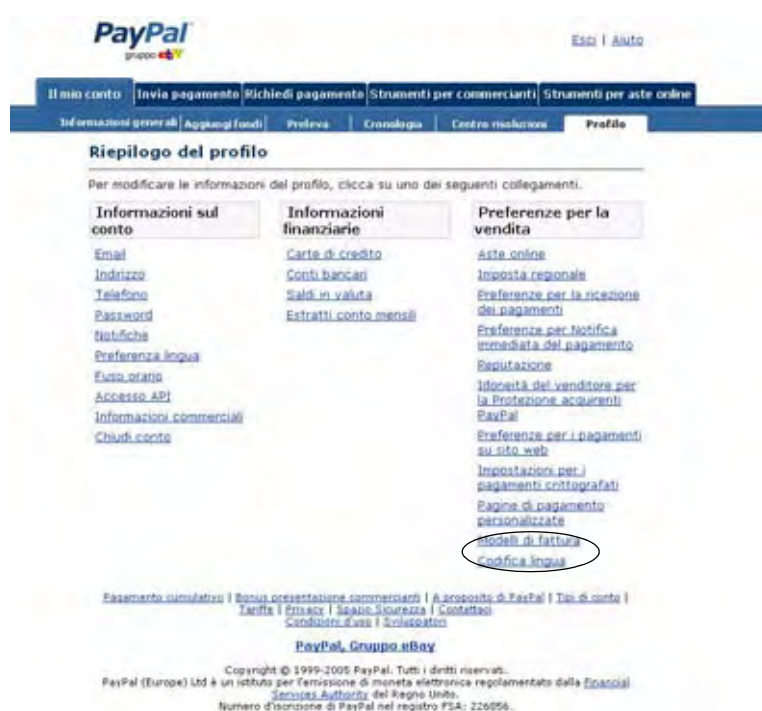 PayPal
gruppo ebY
Esci | Aiuto
Il mio conto Invia pagamento Richiedi pagamento Strumenti per commercianti Strumenti per aste online
Informazioni generali Aggiungi fondi Preleva Cronologia Centro risoluzioni Profilo
Riepilogo del profilo
Per modificare le informazioni del profilo, clicca su uno dei seguenti collegamenti.
Informazioni sul
conto
Email
Indirizzo
Telefono
Password
Notifiche
Preferenza lingua
Fuso orario
Accesso API
Informazioni commerciali
Chiudi conto
Informazioni
finanziarie
Carte di credito
Conti bancari
Saldi in valuta
Estratti conto mensili
Preferenze per la
vendita
Aste online
Imposta regionale
Preferenze per la ricezione
dei pagamenti
Preferenze per Notifica
immediata del pagamento
Reputazione
Idoneità del venditore per
la Protezione acquirenti
PayPal
Preferenze per i pagamenti
su sito web
Impostazioni per i
pagamenti crittografati
Pagine di pagamento
personalizzate
Modelli di fattura
Codifica lingua
Pagamento cumulativo | Bonus presentazione commercianti | A proposito di PayPal | Tipi di conto |
Tariffe | Privacy | Spazio Sicurezza | Contattaci
Condizioni d'uso | Sviluppatori
PayPal, Gruppo eBay
Copyright © 1999-2005 PayPal. Tutti i diritti riservati.
PayPal (Europe) Ltd è un istituto per l'emissione di moneta elettronica regolamentato dalla Financial
Services Authority del Regno Unito.
Numero d'iscrizione di PayPal nel registro FSA: 226056.